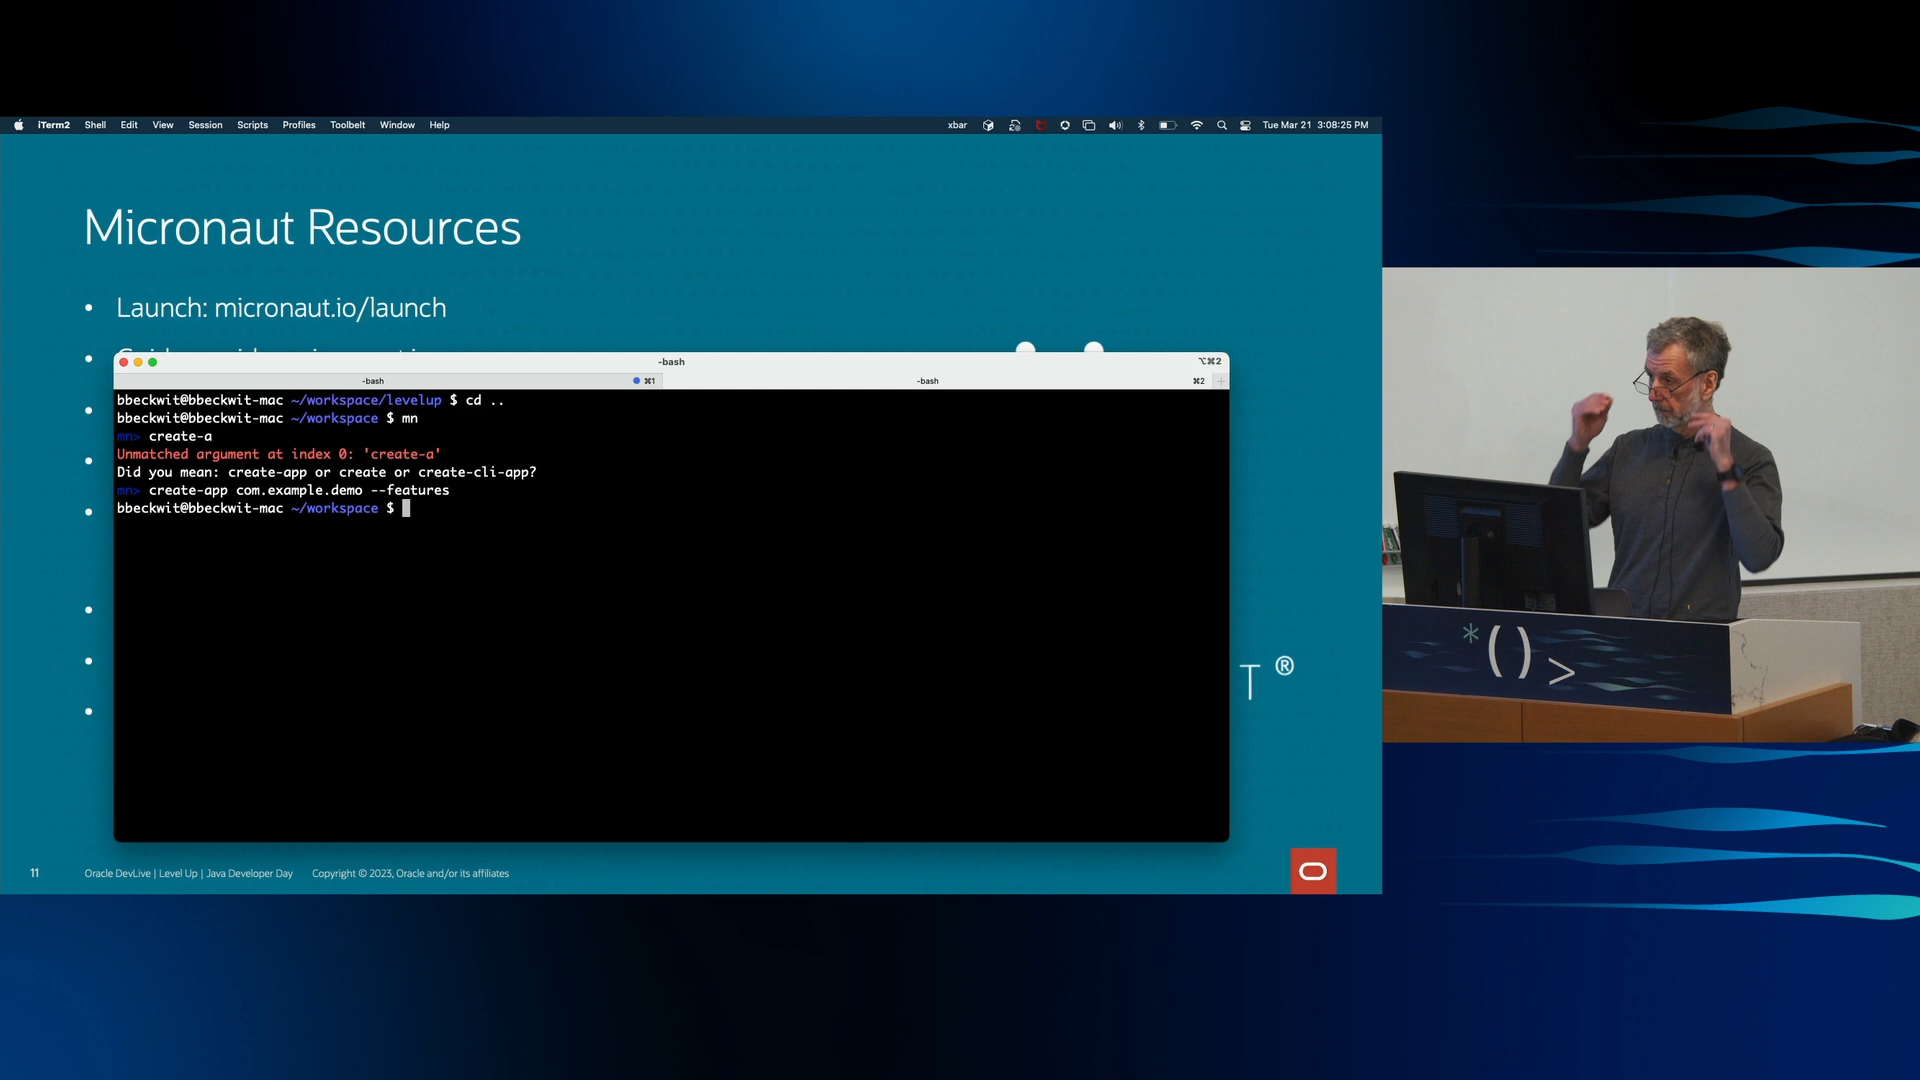 iTerm2 Shell Edit View Session Scripts Profiles Toolbelt Window Help xbar Tue Mar 21 3:08:25 PM
Micronaut Resources
• Launch: micronaut.io/launch
-bash ⌥⌘2
-bash ⌘1 -bash ⌘2 +
bbeckwit@bbeckwit-mac ~/workspace/levelup $ cd ..
bbeckwit@bbeckwit-mac ~/workspace $ mn
mn> create-a
Unmatched argument at index 0: 'create-a'
Did you mean: create-app or create or create-cli-app?
mn> create-app com.example.demo --features
bbeckwit@bbeckwit-mac ~/workspace $
T®
*()>
11 Oracle DevLive | Level Up | Java Developer Day Copyright © 2023, Oracle and/or its affiliates